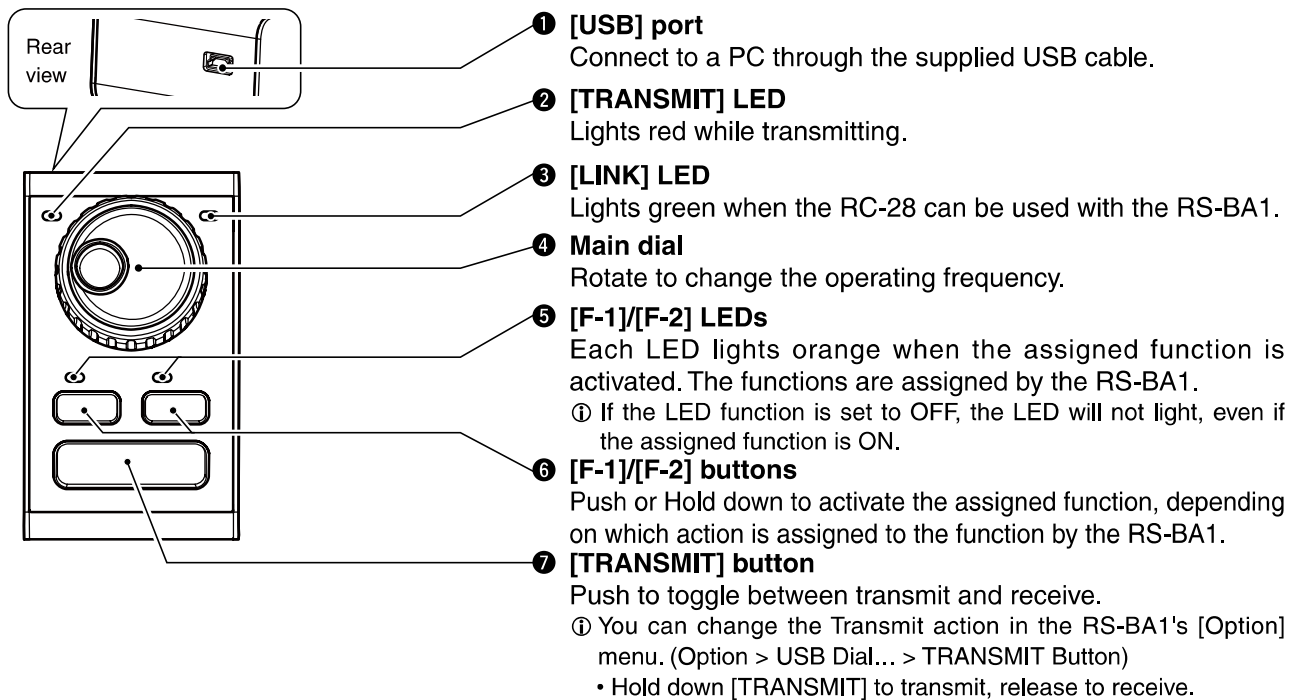 Rear
view
❶ [USB] port
Connect to a PC through the supplied USB cable.
❷ [TRANSMIT] LED
Lights red while transmitting.
❸ [LINK] LED
Lights green when the RC-28 can be used with the RS-BA1.
❹ Main dial
Rotate to change the operating frequency.
❺ [F-1]/[F-2] LEDs
Each LED lights orange when the assigned function is
activated. The functions are assigned by the RS-BA1.
ⓘ If the LED function is set to OFF, the LED will not light, even if
the assigned function is ON.
❻ [F-1]/[F-2] buttons
Push or Hold down to activate the assigned function, depending
on which action is assigned to the function by the RS-BA1.
❼ [TRANSMIT] button
Push to toggle between transmit and receive.
ⓘ You can change the Transmit action in the RS-BA1's [Option]
menu. (Option > USB Dial... > TRANSMIT Button)
• Hold down [TRANSMIT] to transmit, release to receive.